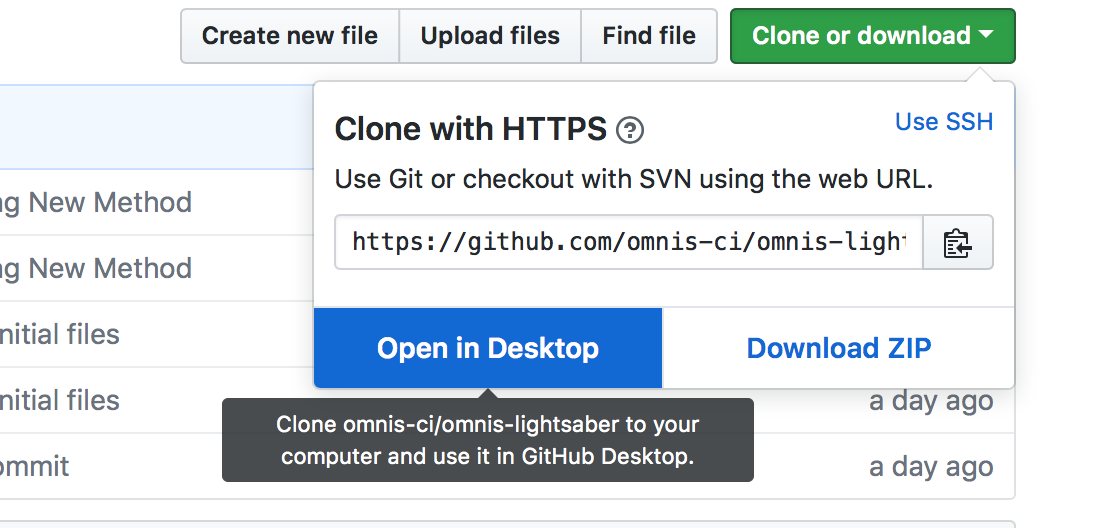 Create new file
Upload files
Find file
Clone or download
Clone with HTTPS ?
Use SSH
Use Git or checkout with SVN using the web URL.
https://github.com/omnis-ci/omnis-light
Open in Desktop
Download ZIP
Clone omnis-ci/omnis-lightsaber to your
computer and use it in GitHub Desktop.
ng New Method
ng New Method
nitial files
nitial files
a day ago
ommit
a day ago